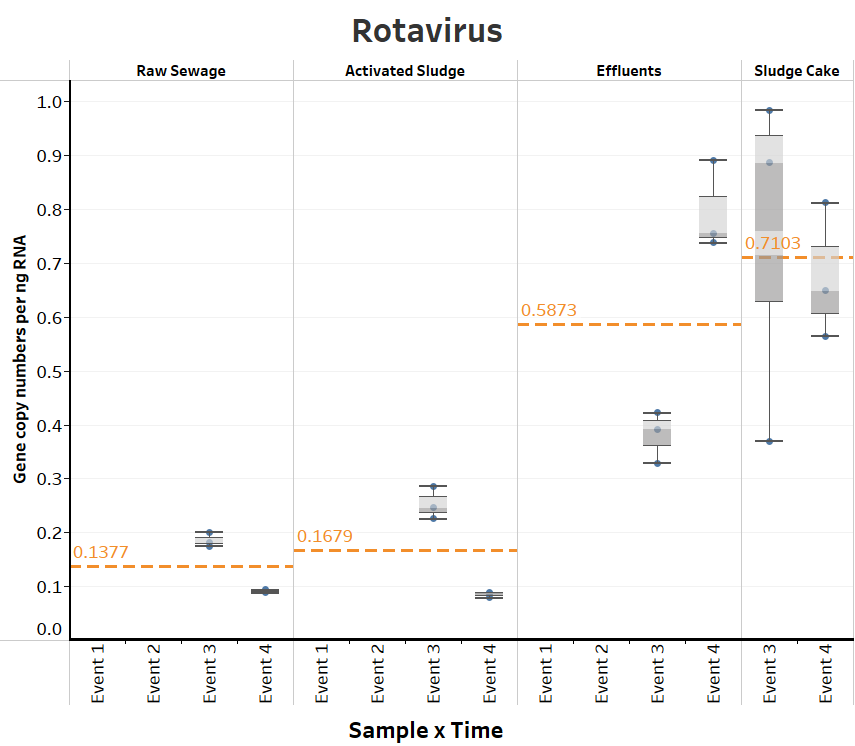 Rotavirus
Raw Sewage
Activated Sludge
Effluents
Sludge Cake
Gene copy numbers per ng RNA
1.0
0.9
0.8
0.7
0.6
0.5
0.4
0.3
0.2
0.1
0.0
0.1377
0.1679
0.5873
0.7103
Event 1
Event 2
Event 3
Event 4
Event 1
Event 2
Event 3
Event 4
Event 1
Event 2
Event 3
Event 4
Event 3
Event 4
Sample x Time